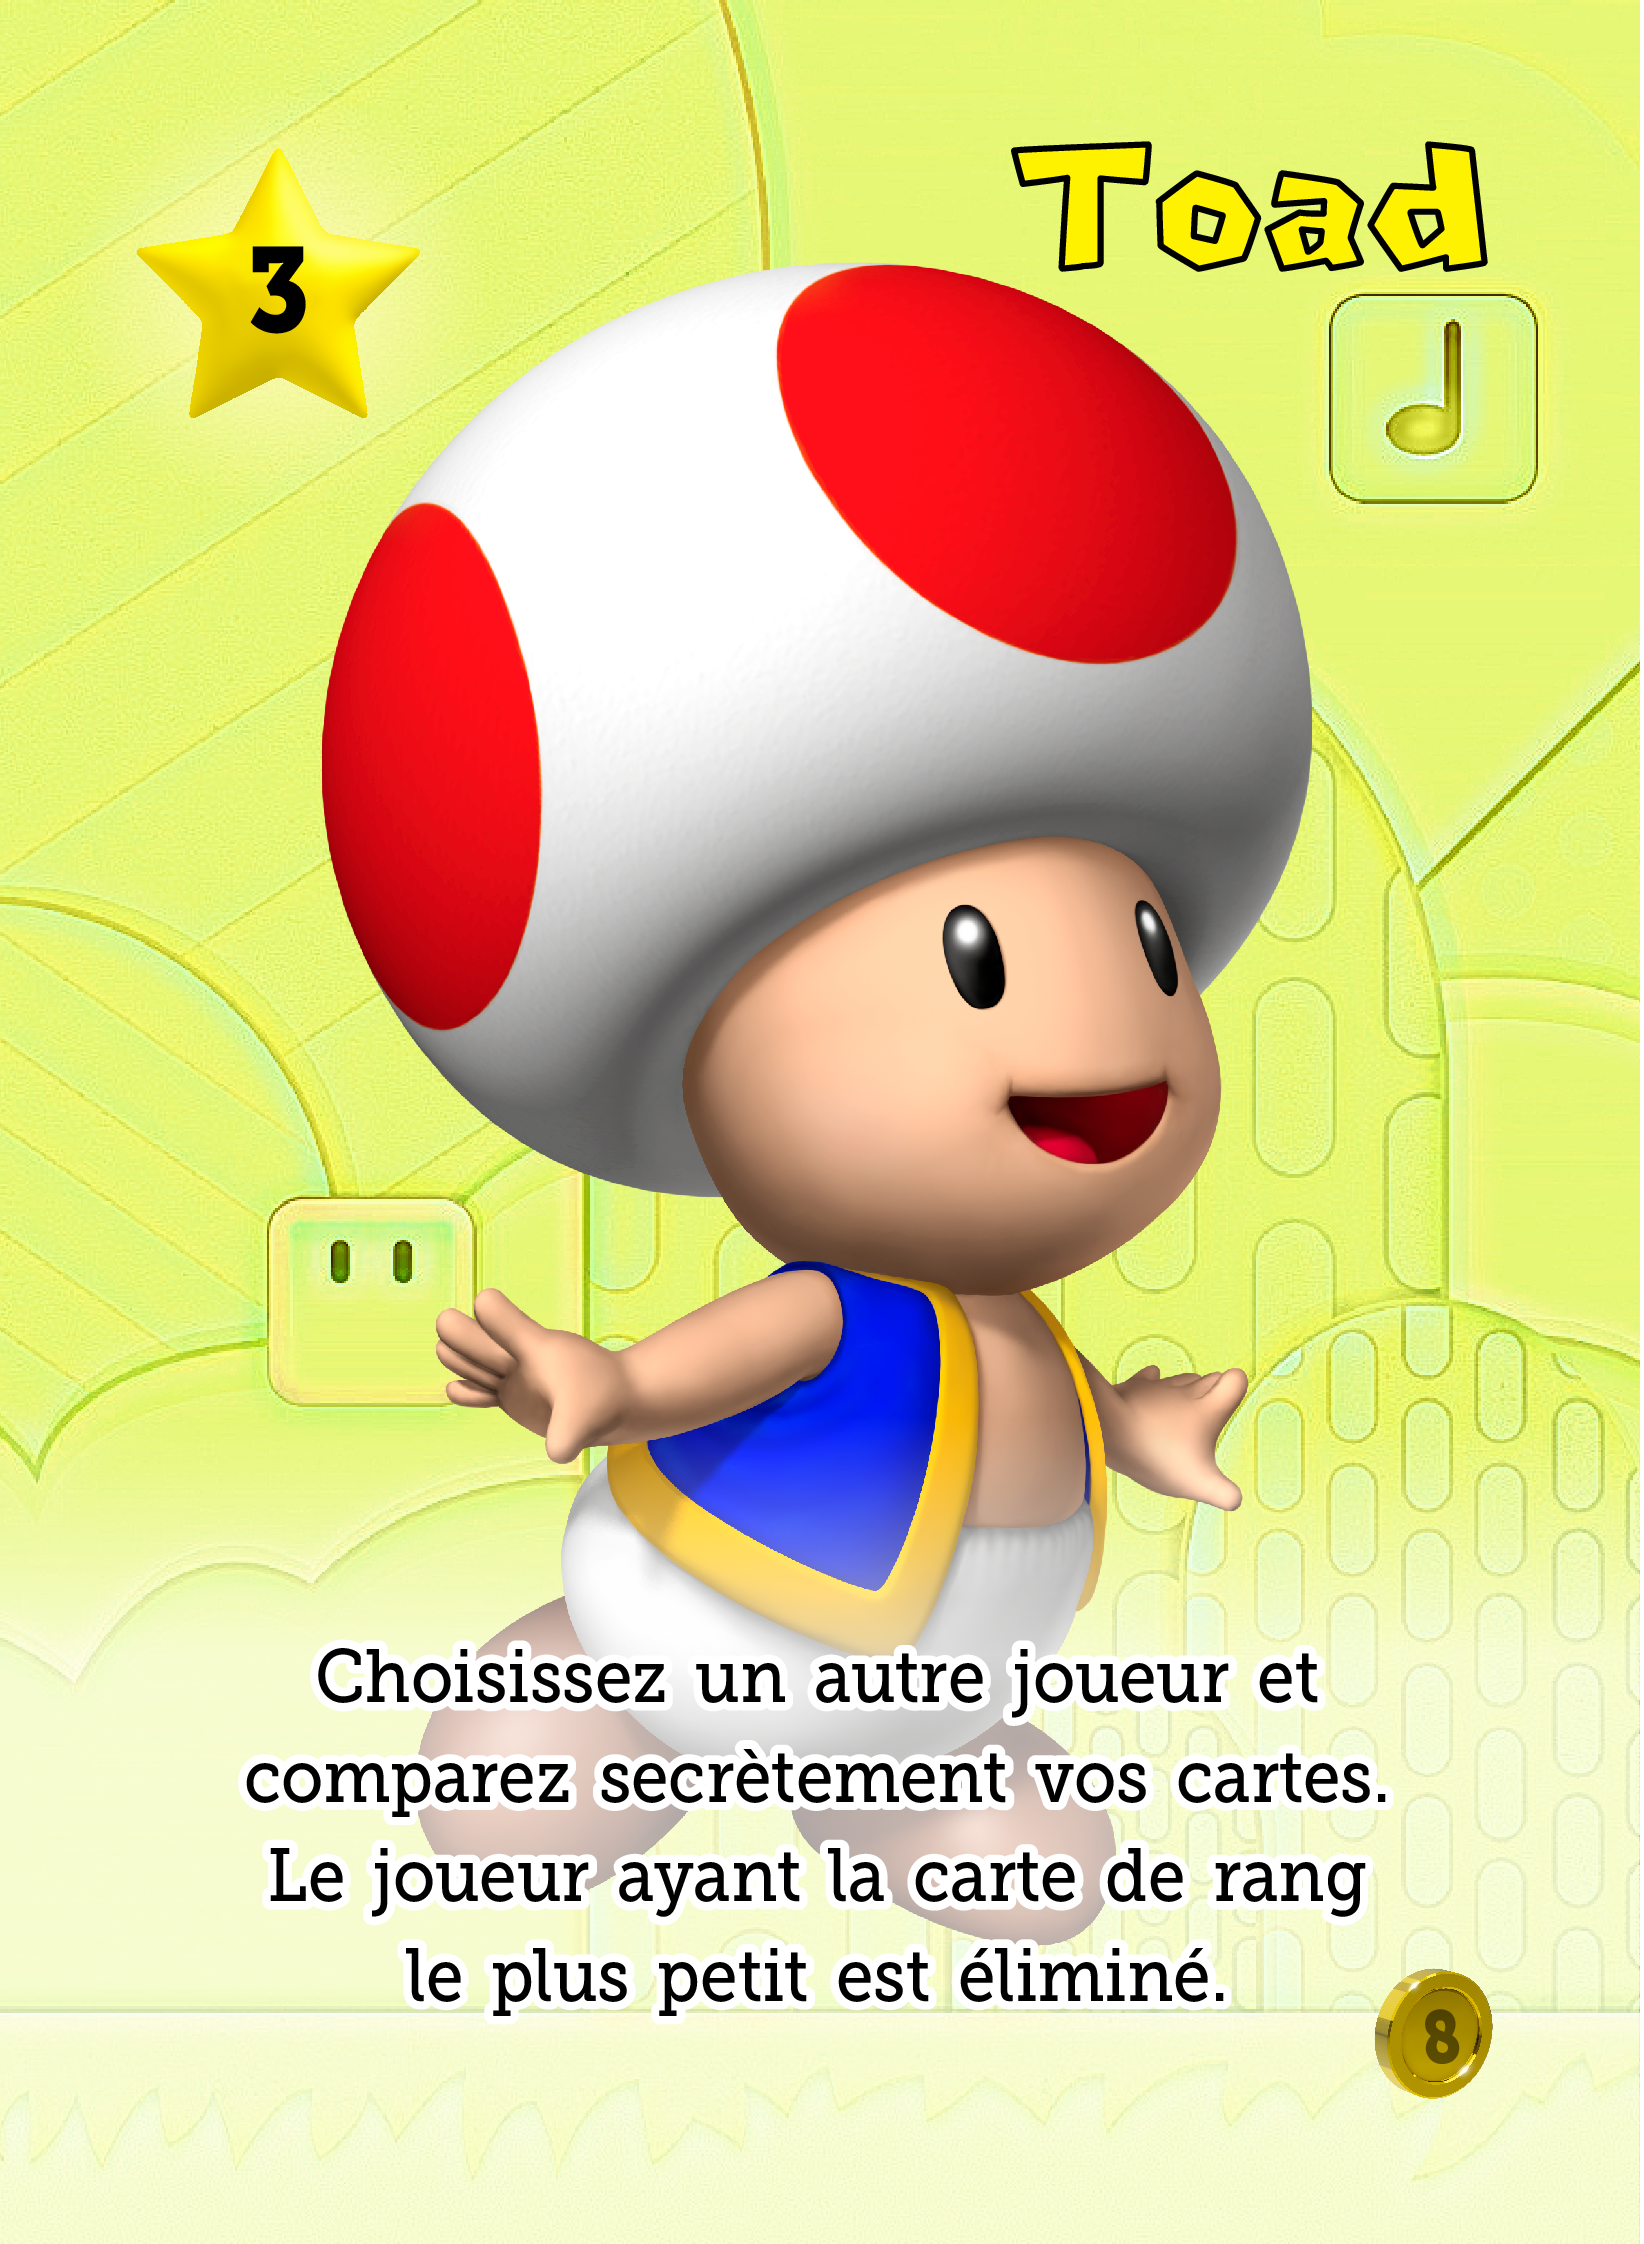 3
Toad
Choisissez un autre joueur et
comparez secrètement vos cartes.
Le joueur ayant la carte de rang
le plus petit est éliminé.
8